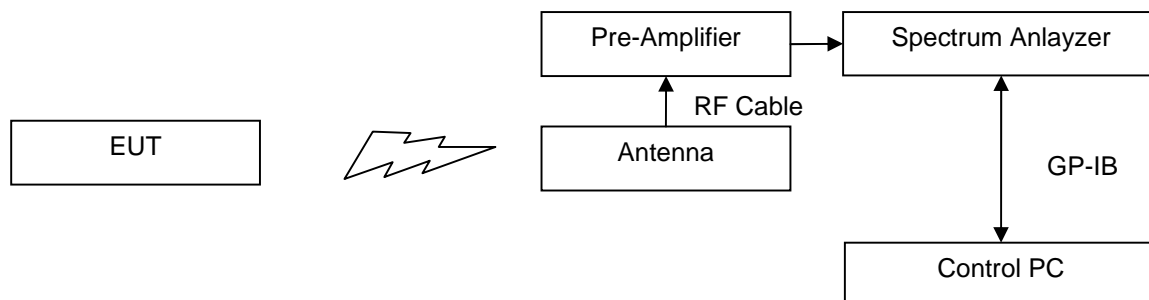 Pre-Amplifier
Spectrum Anlayzer
RF Cable
EUT
Antenna
GP-IB
Control PC